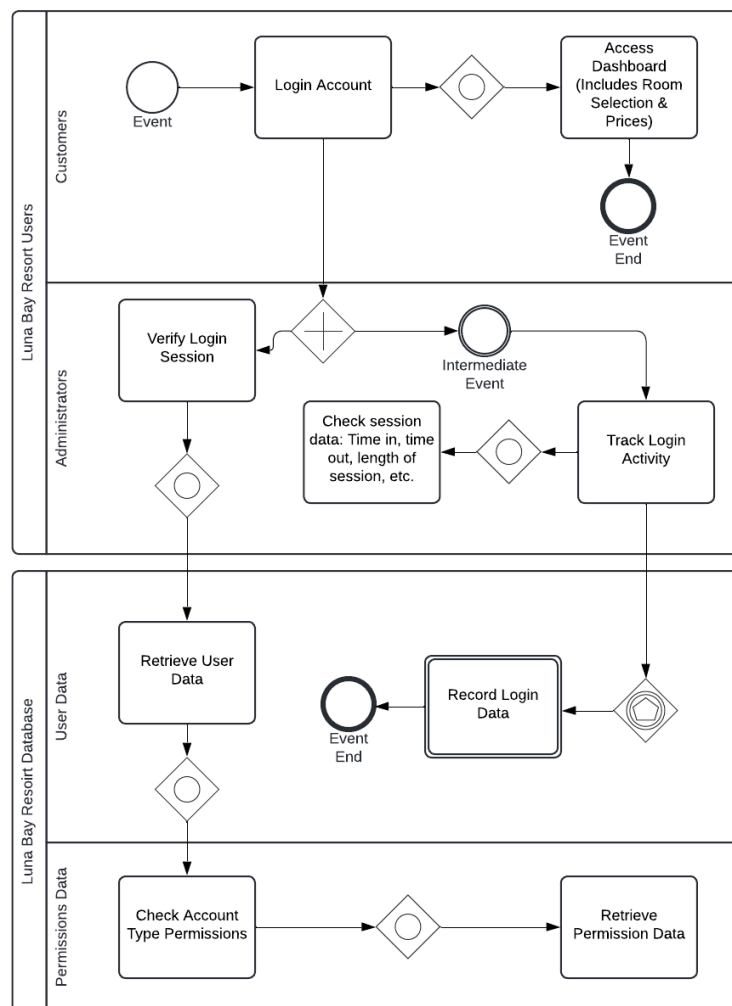 Luna Bay Resort Users
Customers
Event
Login Account
Access
Dashboard
(Includes Room
Selection &
Prices)
Event
End
Administrators
Verify Login
Session
Intermediate
Event
Check session
data: Time in, time
out, length of
session, etc.
Track Login
Activity
Luna Bay Resoirt Database
User Data
Retrieve User
Data
Event
End
Record Login
Data
Permissions Data
Check Account
Type Permissions
Retrieve
Permission Data